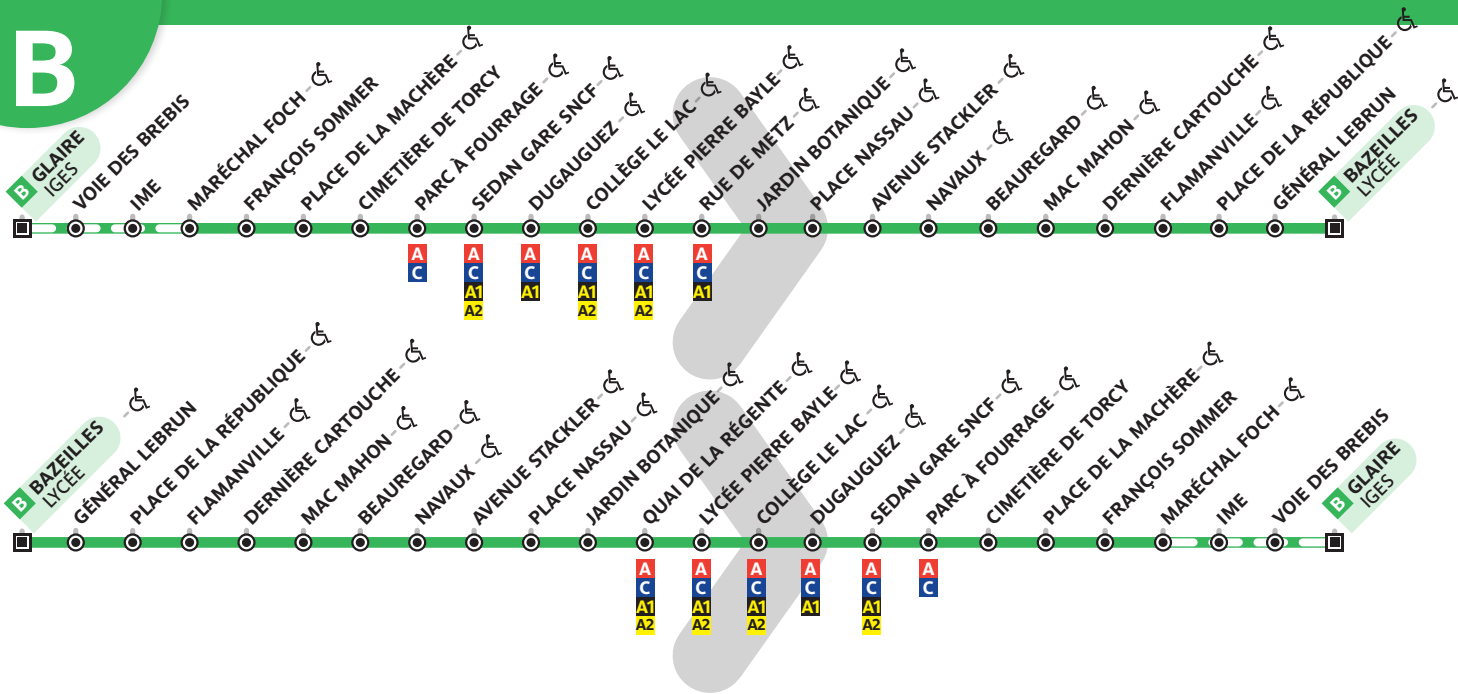 B
B GLAIRE
IGES
VOIE DES BREBIS
IME
MARÉCHAL FOCH
FRANÇOIS SOMMER
PLACE DE LA MACHÈRE
CIMETIÈRE DE TORCY
PARC À FOURRAGE
SEDAN GARE SNCF
DUGAUGUEZ
COLLÈGE LE LAC
LYCÉE PIERRE BAYLE
RUE DE METZ
JARDIN BOTANIQUE
PLACE NASSAU
AVENUE STACKLER
NAVAUX
BEAUREGARD
MAC MAHON
DERNIÈRE CARTOUCHE
FLAMANVILLE
PLACE DE LA RÉPUBLIQUE
GÉNÉRAL LEBRUN
B BAZEILLES
LYCÉE
A A A A A A
C C C C C C
A1 A1 A1 A1 A1
A2 A2 A2
B BAZEILLES
LYCÉE
GÉNÉRAL LEBRUN
PLACE DE LA RÉPUBLIQUE
FLAMANVILLE
DERNIÈRE CARTOUCHE
MAC MAHON
BEAUREGARD
NAVAUX
AVENUE STACKLER
PLACE NASSAU
JARDIN BOTANIQUE
QUAI DE LA RÉGENTE
LYCÉE PIERRE BAYLE
COLLÈGE LE LAC
DUGAUGUEZ
SEDAN GARE SNCF
PARC À FOURRAGE
CIMETIÈRE DE TORCY
PLACE DE LA MACHÈRE
FRANÇOIS SOMMER
MARÉCHAL FOCH
IME
VOIE DES BREBIS
B GLAIRE
IGES
A A A A A A
C C C C C C
A1 A1 A1 A1 A1
A2 A2 A2 A2